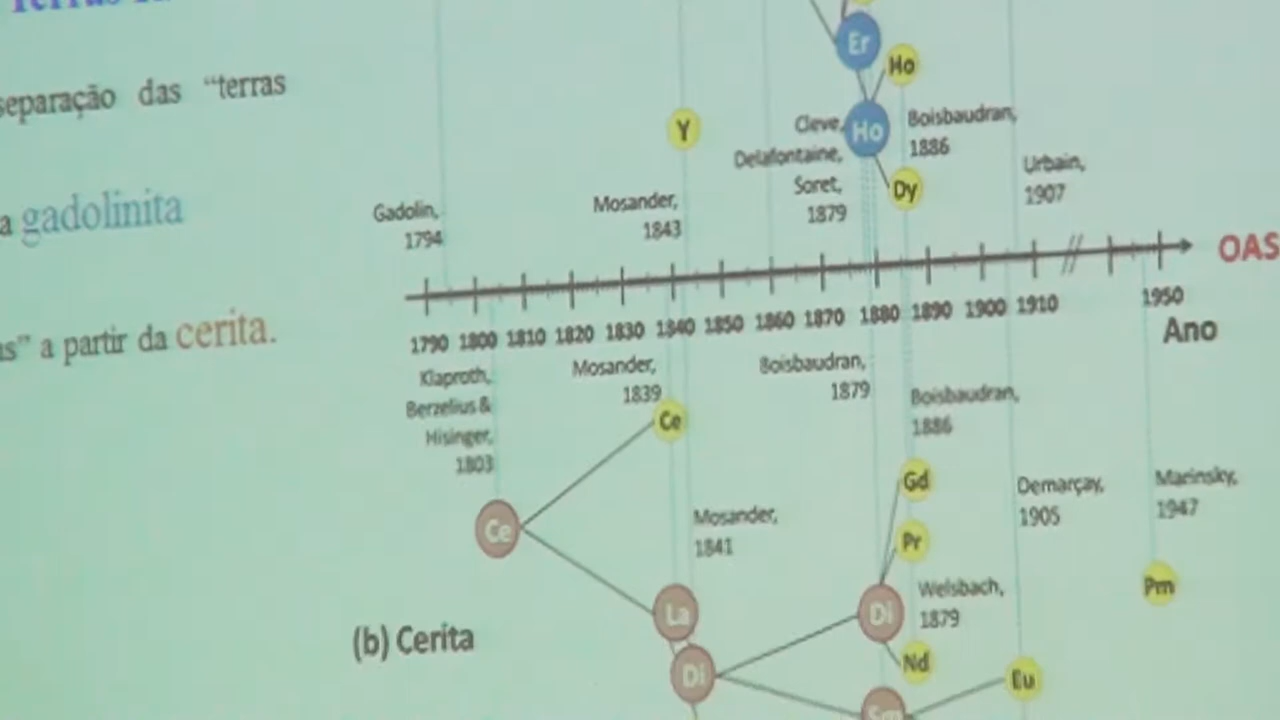 separação das “terras
a gadolinita
as” a partir da cerita.
Er
Ho
Y
Cleve,
Ho
Boisbaudran,
1886
Delafontaine,
Soret,
1879
Dy
Urbain,
1907
Gadolin,
1794
Mosander,
1843
OAS
1790 1800 1810 1820 1830 1840 1850 1860 1870 1880 1890 1900 1910 1950
Ano
Klaproth,
Berzelius &
Hisinger,
1803
Mosander,
1839
Ce
Boisbaudran,
1879
Boisbaudran,
1886
Gd
Pr
Demarçay,
1905
Marinsky,
1947
Ce
Mosander,
1841
Pm
La
Di
Welsbach,
1879
Di
Nd
Eu
Sm
(b) Cerita